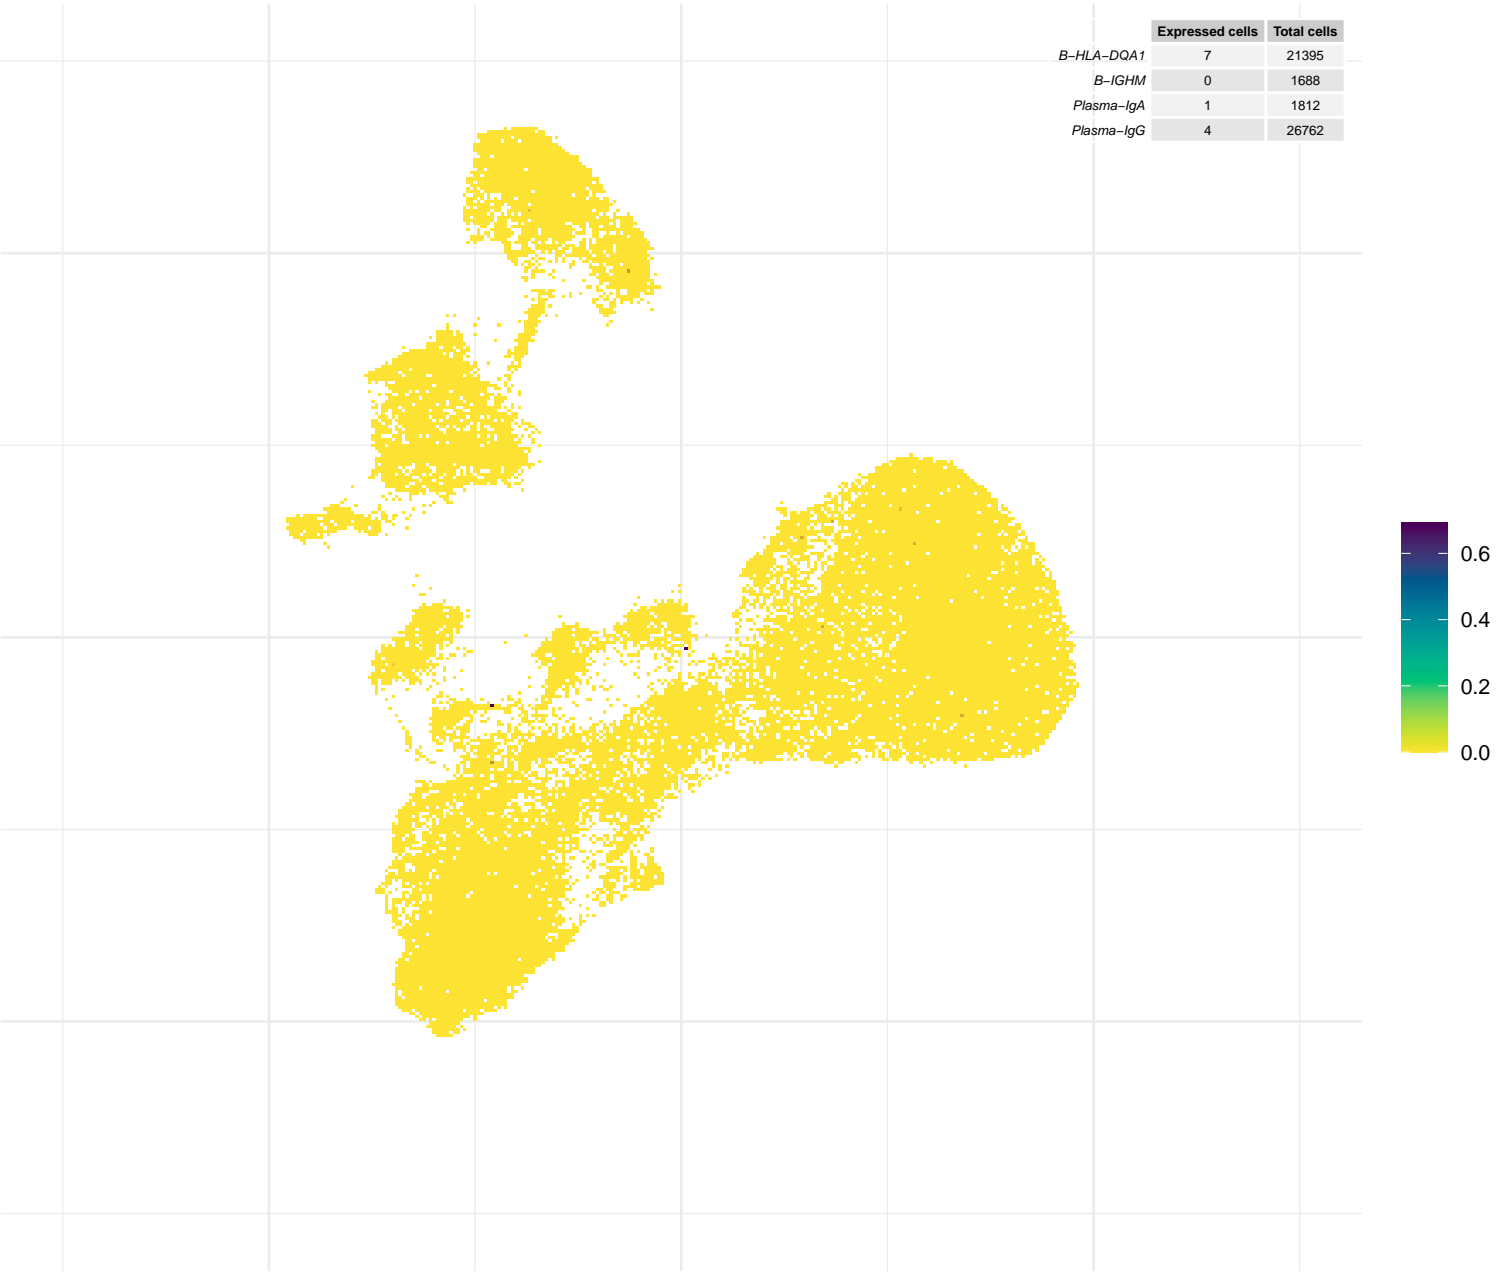 Expressed cells Total cells
B−HLA−DQA1 7 21395
B−IGHM 0 1688
Plasma−IgA 1 1812
Plasma−IgG 4 26762
0.6
0.4
0.2
0.0